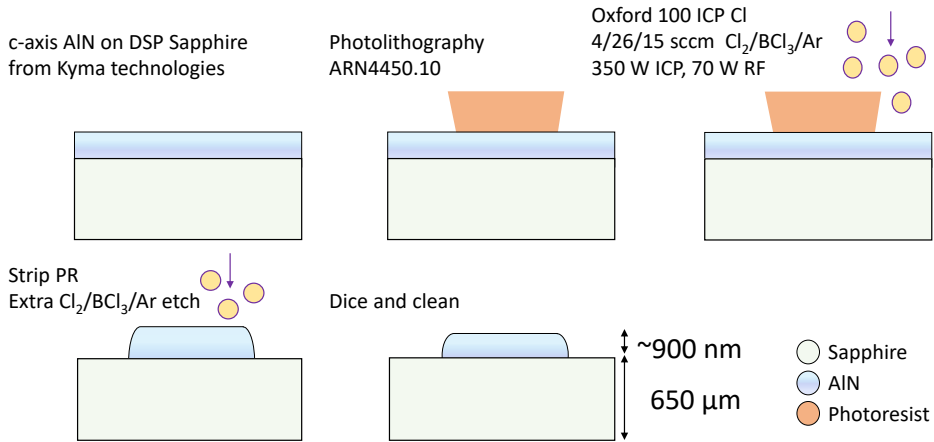 c-axis AlN on DSP Sapphire
from Kyma technologies
Photolithography
ARN4450.10
Oxford 100 ICP Cl
4/26/15 sccm Cl₂/BCl₃/Ar
350 W ICP, 70 W RF
Strip PR
Extra Cl₂/BCl₃/Ar etch
Dice and clean
~900 nm
650 μm
Sapphire
AlN
Photoresist